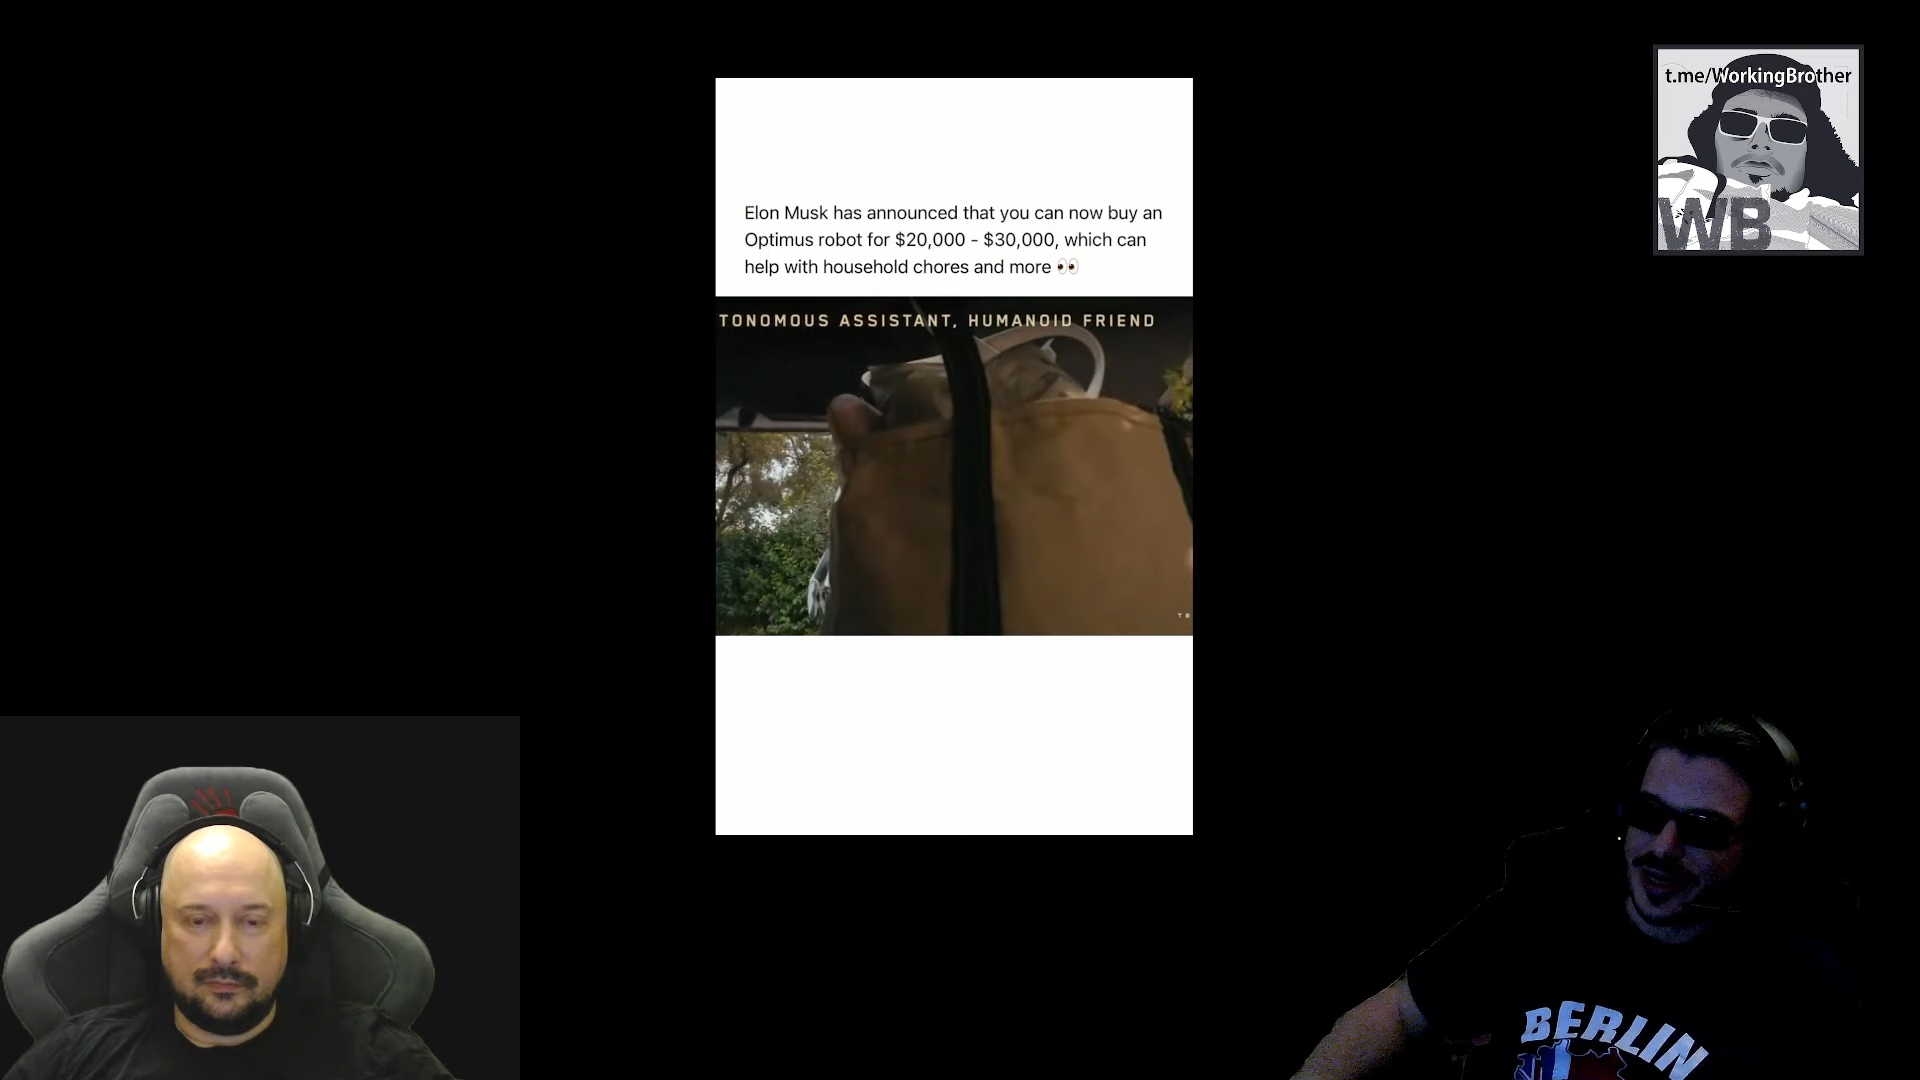 t.me/WorkingBrother
WB
Elon Musk has announced that you can now buy an
Optimus robot for $20,000 - $30,000, which can
help with household chores and more 👀
TONOMOUS ASSISTANT, HUMANOID FRIEND
BERLIN